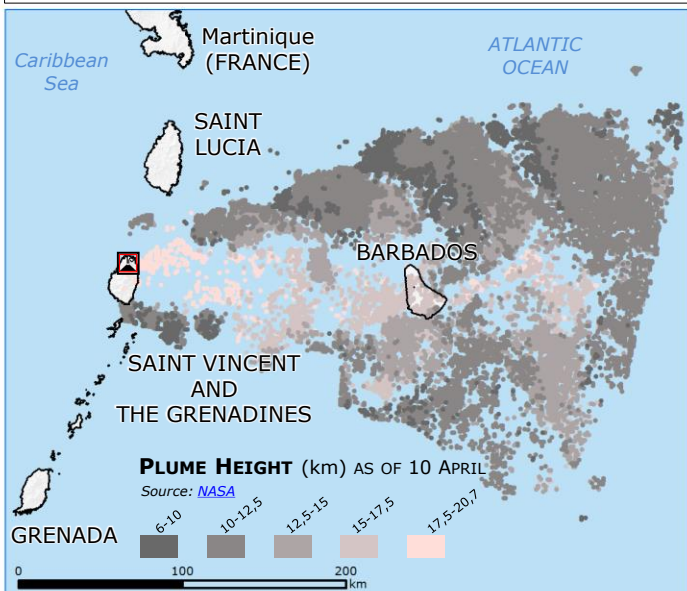 Martinique
(FRANCE)
Caribbean
Sea
ATLANTIC
OCEAN
SAINT
LUCIA
BARBADOS
SAINT VINCENT
AND
THE GRENADINES
PLUME HEIGHT (km) AS OF 10 APRIL
Source: NASA
6-10
10-12,5
12,5-15
15-17,5
17,5-20,7
GRENADA
0
100
200
km